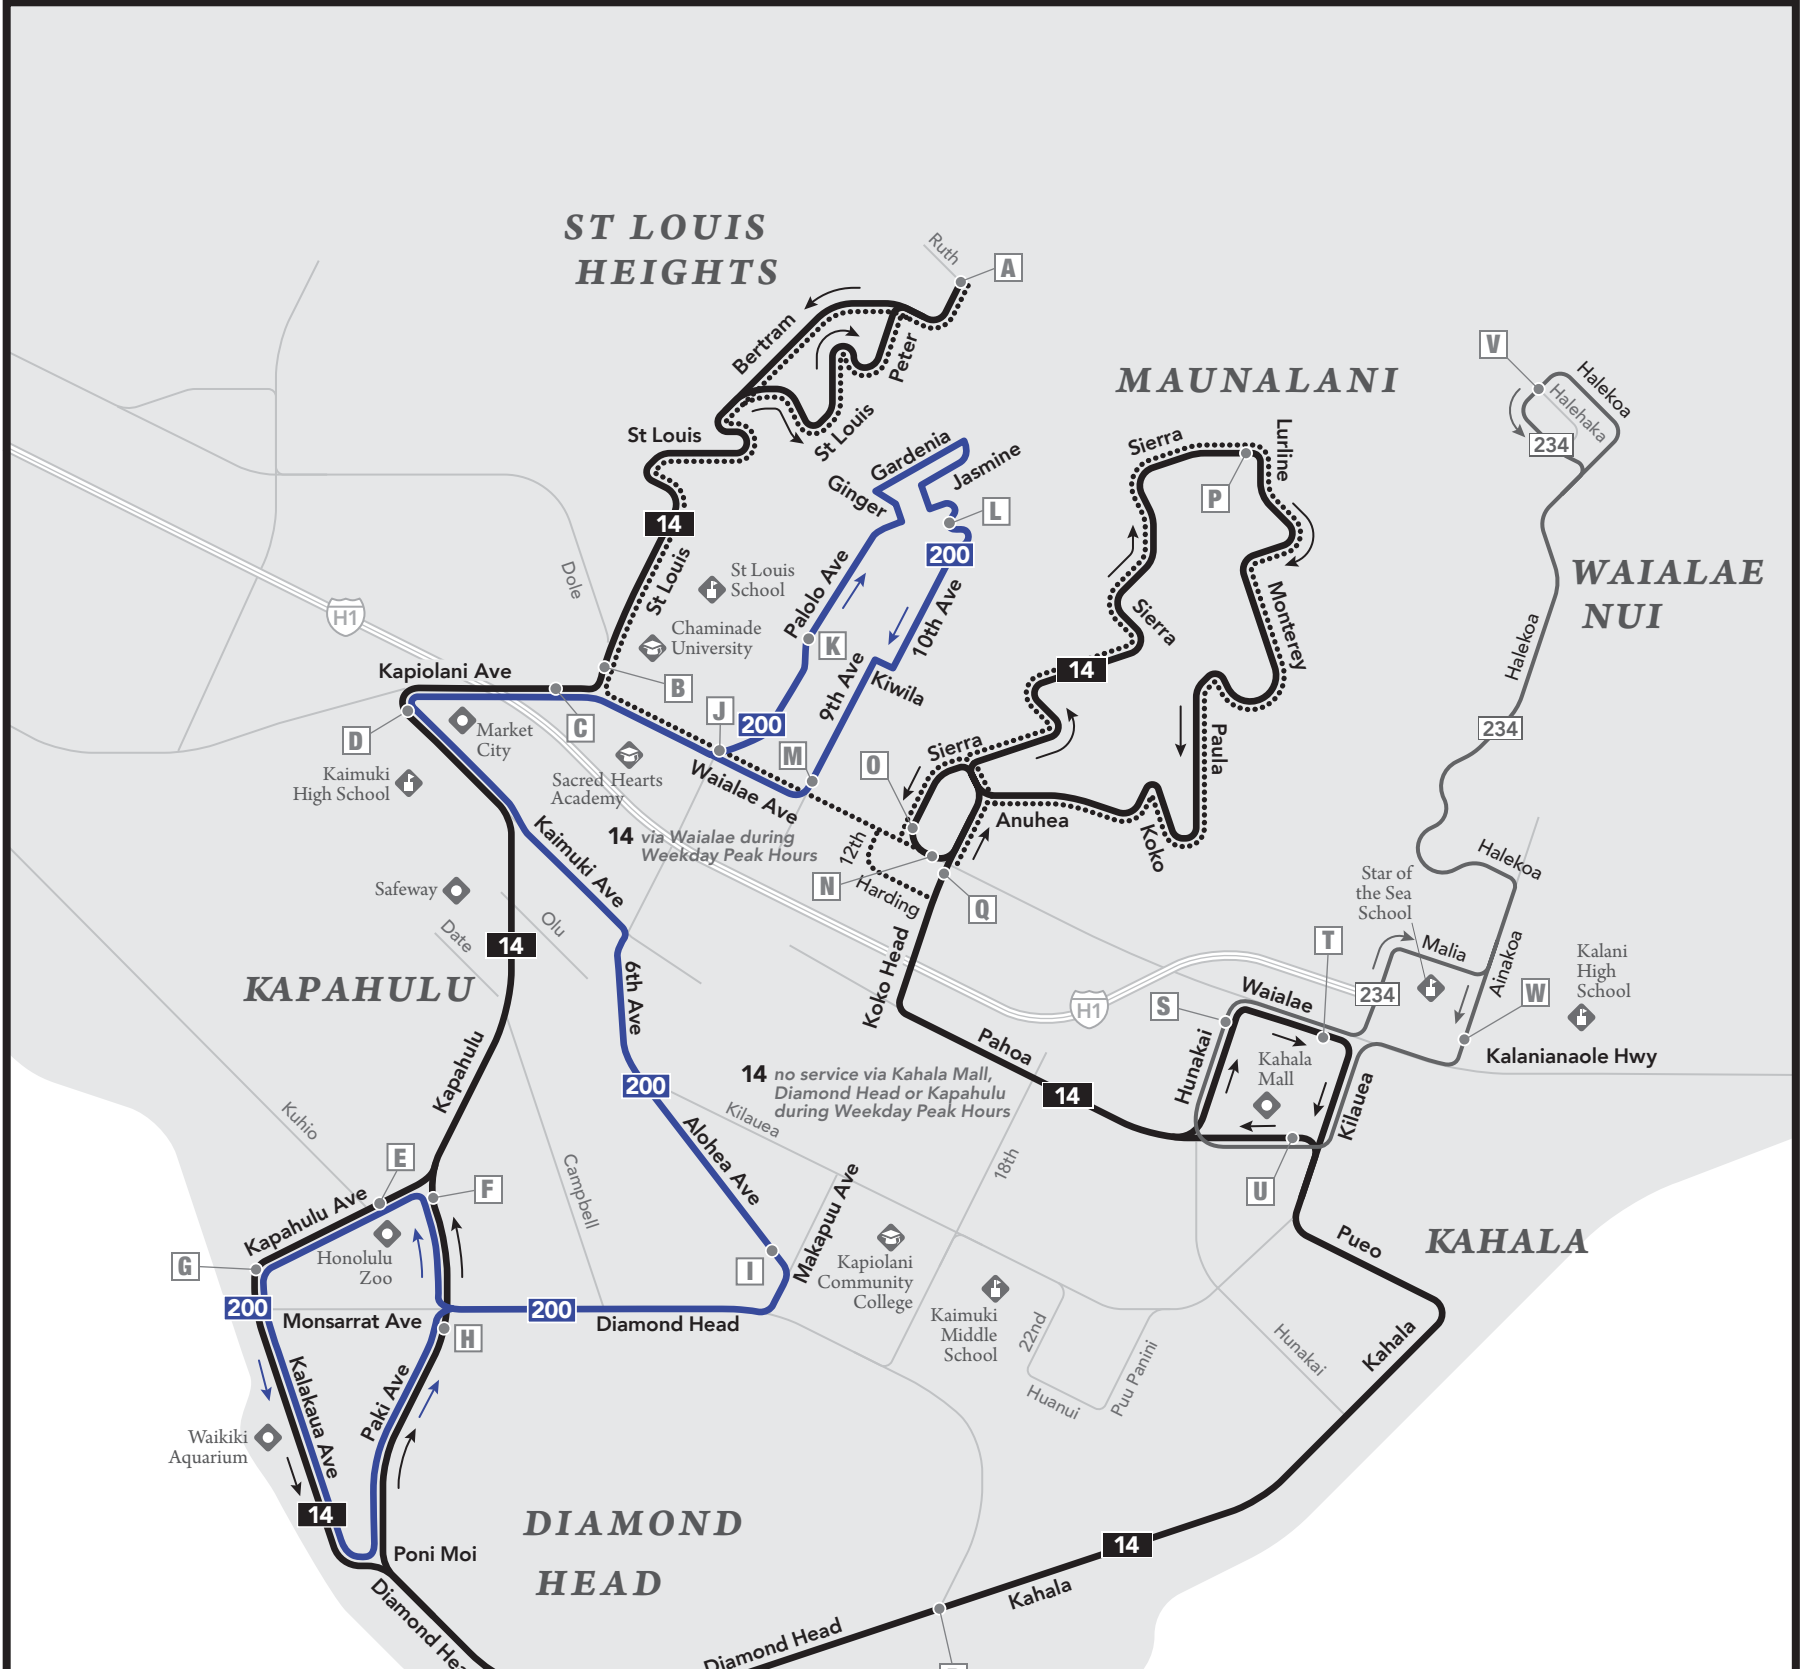 ST LOUIS
HEIGHTS
Ruth
A
Bertram
Peter
St Louis
St Louis
14
St Louis
Dole
St Louis
School
Chaminade
University
H1
Kapiolani Ave
B
C
D
Market
City
Kaimuki
High School
Sacred Hearts
Academy
Gardenia
Jasmine
Ginger
L
200
Palolo Ave
K
10th Ave
9th Ave
Kiwila
J
200
M
Waialae Ave
14 via Waialae during
Weekday Peak Hours
MAUNALANI
Sierra
Lurline
P
Sierra
Monterey
14
Paula
Sierra
O
Anuhea
Koko
12th
Harding
N
Q
V
Halekoa
Halehaka
234
WAIALAE
NUI
Halekoa
234
Halekoa
Star of
the Sea
School
Malia
Ainakoa
Kalani
High
School
T
234
W
Waialae
S
Kalanianaole Hwy
Hunakai
Kahala
Mall
Kilauea
U
H1
Koko Head
Pahoa
14
14 no service via Kahala Mall,
Diamond Head or Kapahulu
during Weekday Peak Hours
Kaimuki Ave
Safeway
Date
Olu
14
KAPAHULU
6th Ave
200
Kilauea
Alohea Ave
Kapahulu
Kuhio
E
F
Campbell
Makapuu Ave
18th
Kapahulu Ave
Honolulu
Zoo
G
I
Kapiolani
Community
College
200
Monsarrat Ave
200
Diamond Head
H
Kaimuki
Middle
School
22nd
Huanui
Puu Panini
Hunakai
Pueo
KAHALA
Kahala
Kalakaua Ave
Paki Ave
Waikiki
Aquarium
14
Poni Moi
DIAMOND
HEAD
14
Kahala
Diamond Head